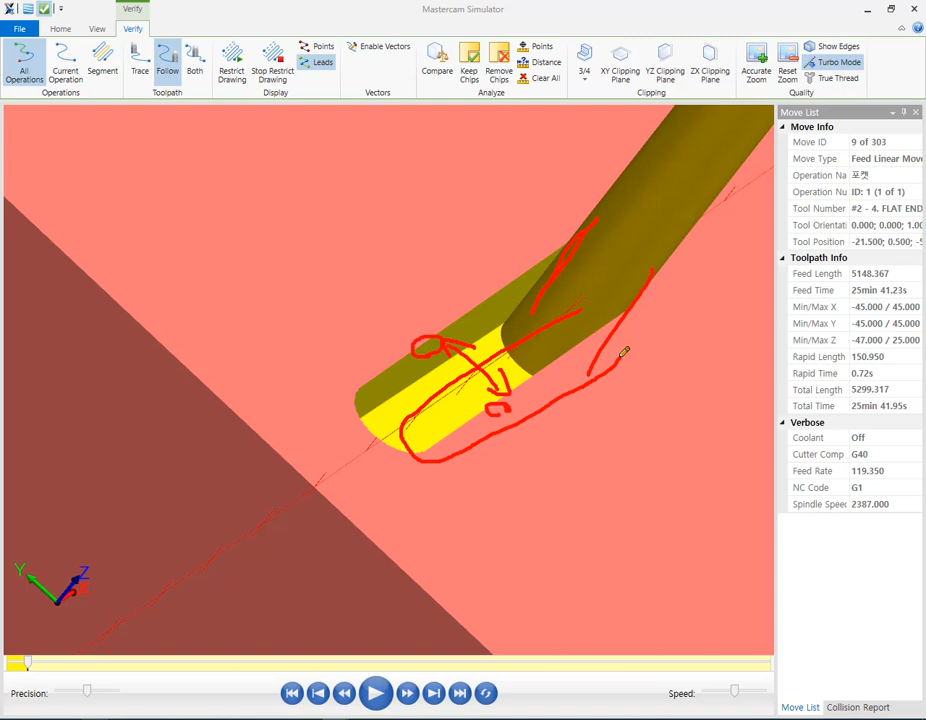 Mastercam Simulator
Verify
File
Home
View
Verify
All Operations
Current Operation
Segment
Operations
Trace
Follow
Both
Toolpath
Restrict Drawing
Stop Restrict Drawing
Points
Leads
Display
Enable Vectors
Vectors
Compare
Keep Chips
Remove Chips
Points
Distance
Clear All
Analyze
3/4
XY Clipping Plane
YZ Clipping Plane
ZX Clipping Plane
Clipping
Accurate Zoom
Reset Zoom
Show Edges
Turbo Mode
True Thread
Quality
Move List
Move Info
Move ID 9 of 303
Move Type Feed Linear Mov
Operation Na 포켓
Operation Nu ID: 1 (1 of 1)
Tool Number #2 - 4. FLAT END
Tool Orientati 0.000; 0.000; 1.00
Tool Position -21.500; 0.500; -5
Toolpath Info
Feed Length 5148.367
Feed Time 25min 41.23s
Min/Max X -45.000 / 45.000
Min/Max Y -45.000 / 45.000
Min/Max Z -47.000 / 25.000
Rapid Length 150.950
Rapid Time 0.72s
Total Length 5299.317
Total Time 25min 41.95s
Verbose
Coolant Off
Cutter Comp G40
Feed Rate 119.350
NC Code G1
Spindle Spee 2387.000
Y
Z
X
Precision:
Speed:
Move List
Collision Report